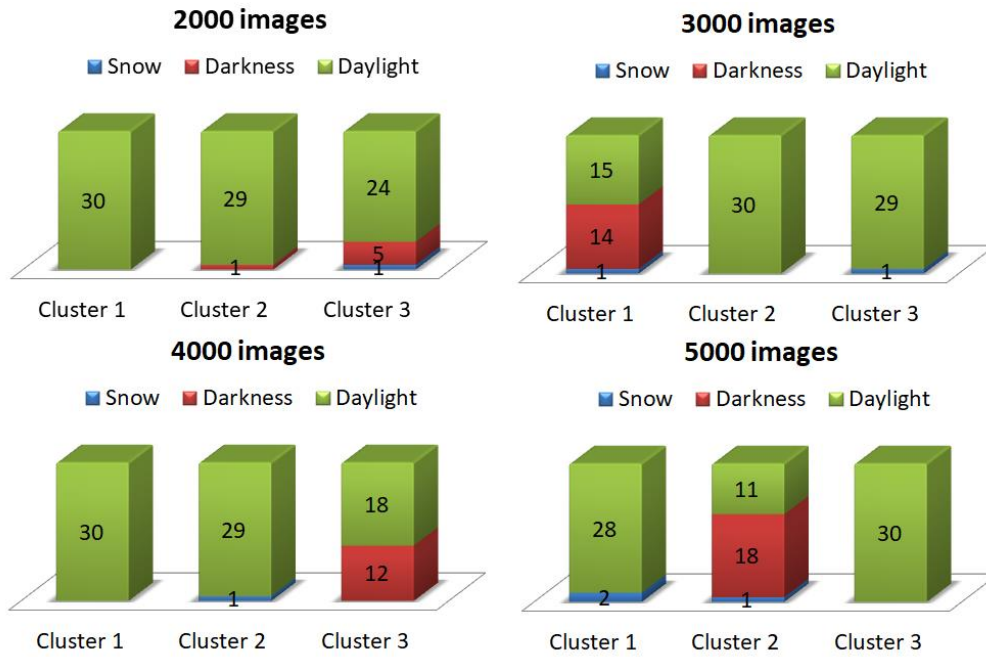 2000 images
Snow Darkness Daylight
30
29
1
24
5
1
Cluster 1 Cluster 2 Cluster 3
3000 images
Snow Darkness Daylight
15
14
1
30
29
1
Cluster 1 Cluster 2 Cluster 3
4000 images
Snow Darkness Daylight
30
29
1
18
12
Cluster 1 Cluster 2 Cluster 3
5000 images
Snow Darkness Daylight
28
2
11
18
1
30
Cluster 1 Cluster 2 Cluster 3